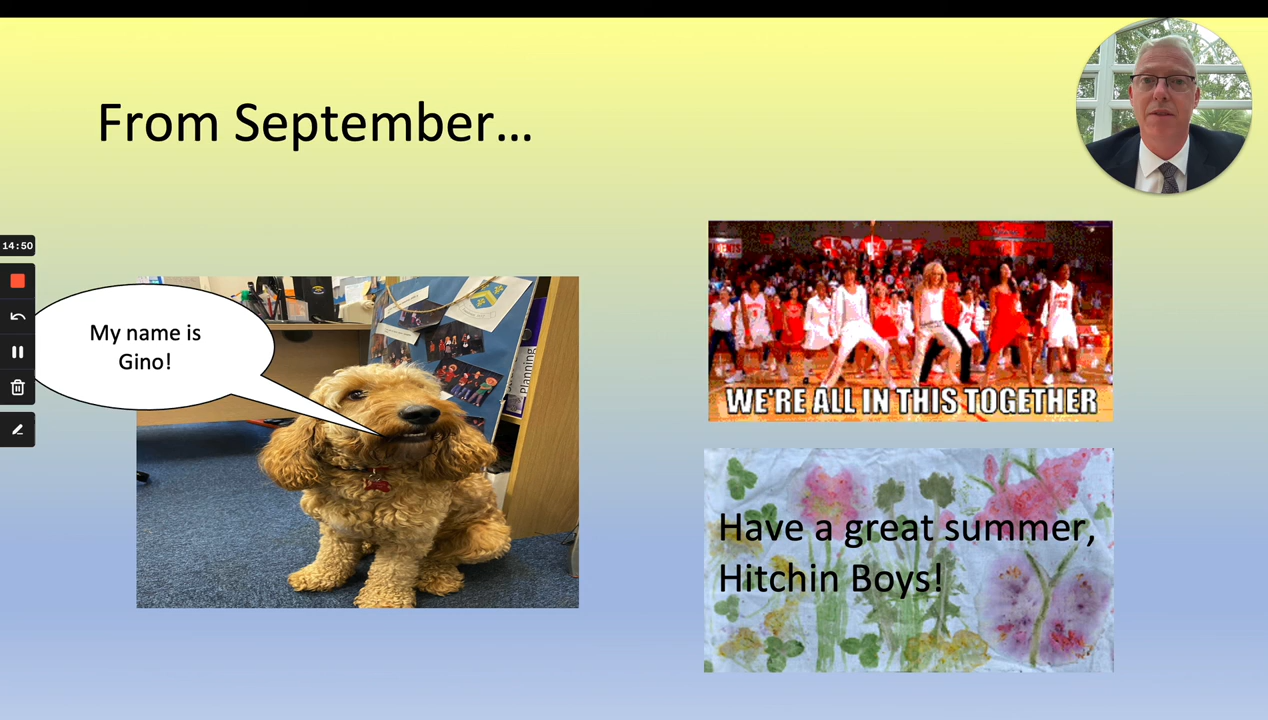 From September…
14:50
My name is
Gino!
Planning
WE'RE ALL IN THIS TOGETHER
Have a great summer,
Hitchin Boys!